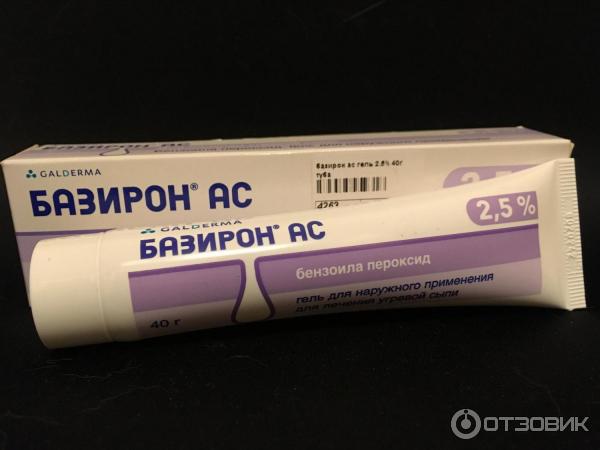 GALDERMA
БАЗИРОН® АС
базирон ас гель 2.5% 40г
туба
4263
GALDERMA
БАЗИРОН® АС
2,5 %
бензоила пероксид
гель для наружного применения
для лечения угревой сыпи
40 г
ОТЗОВИК